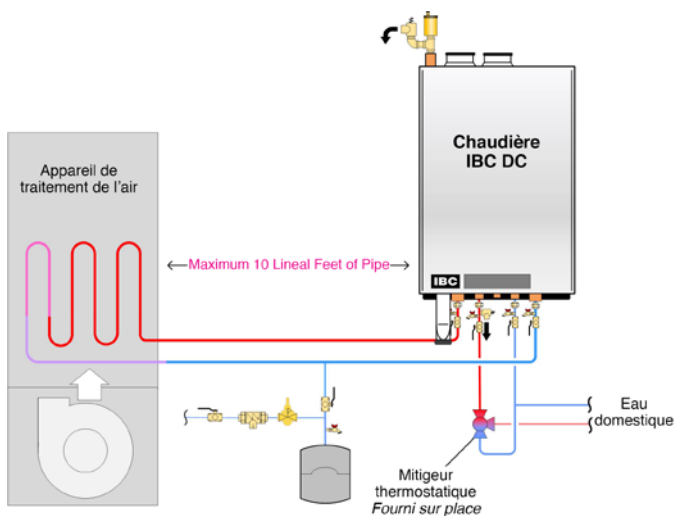 Chaudière
IBC DC
Appareil de
traitement de l'air
Maximum 10 Lineal Feet of Pipe
IBC
Eau
domestique
Mitigeur
thermostatique
Fourni sur place